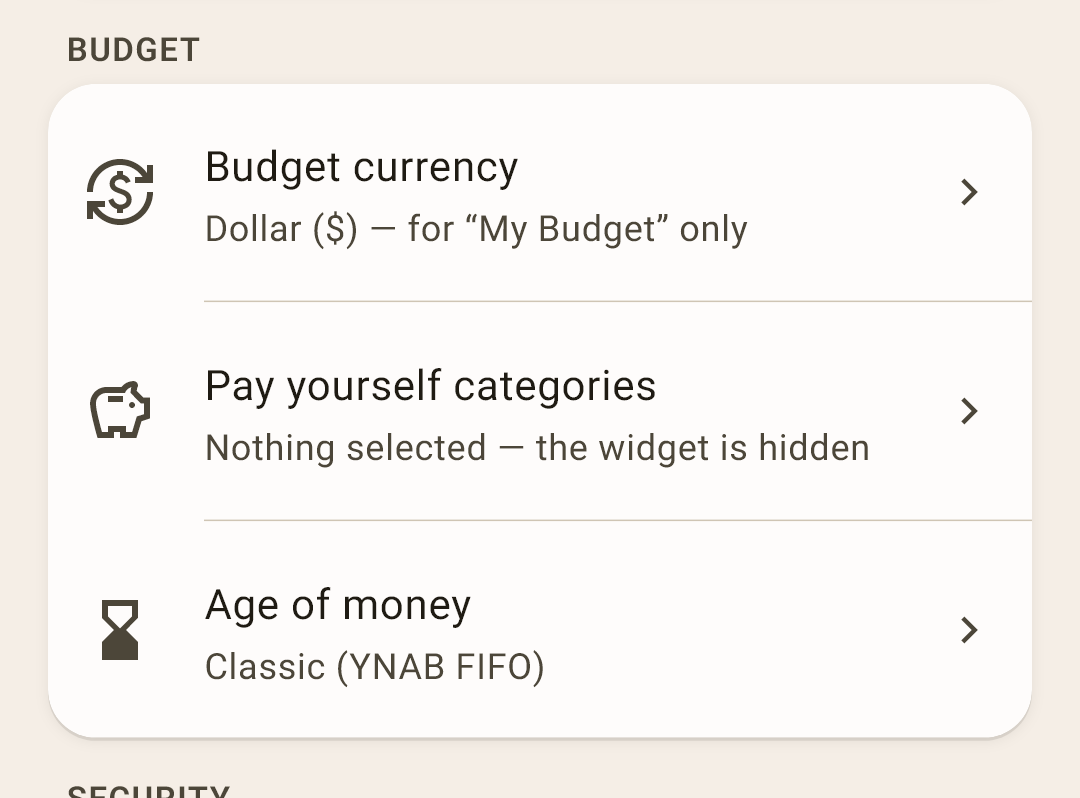 BUDGET
Budget currency
Dollar ($) — for “My Budget” only
Pay yourself categories
Nothing selected — the widget is hidden
Age of money
Classic (YNAB FIFO)
SECURITY